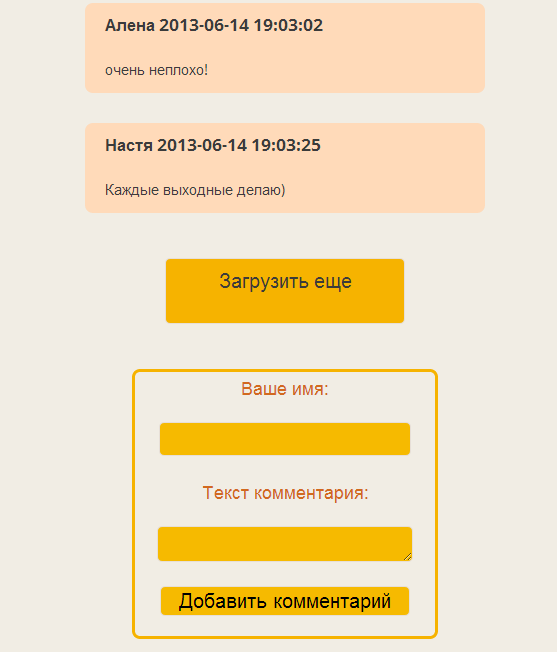 Алена 2013-06-14 19:03:02
очень неплохо!
Настя 2013-06-14 19:03:25
Каждые выходные делаю)
Загрузить еще
Ваше имя:
Текст комментария:
Добавить комментарий